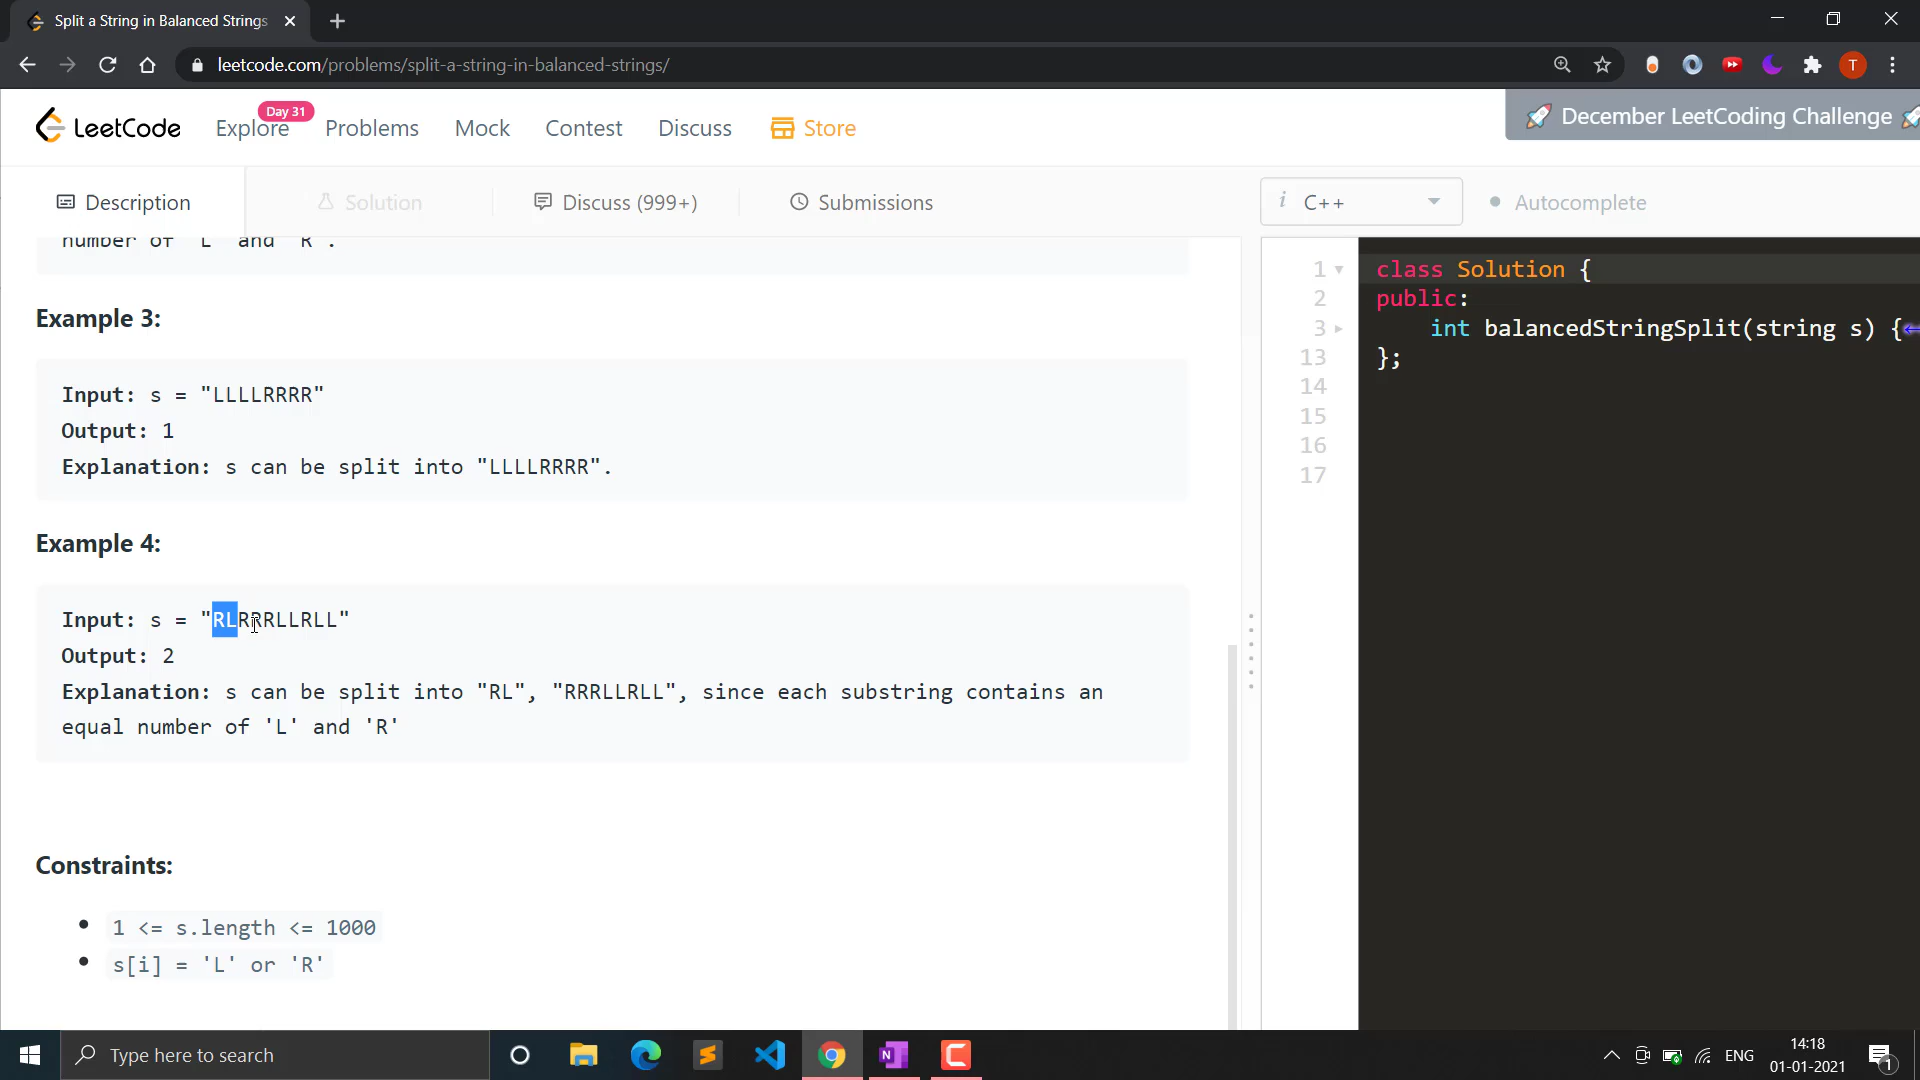 Split a String in Balanced Strings
leetcode.com/problems/split-a-string-in-balanced-strings/
T
LeetCode
Explore
Day 31
Problems
Mock
Contest
Discuss
Store
🚀 December LeetCoding Challenge 🚀
Description
Solution
Discuss (999+)
Submissions
i C++
Autocomplete
number of 'L' and 'R'.
Example 3:
Input: s = "LLLLRRRR"
Output: 1
Explanation: s can be split into "LLLLRRRR".
Example 4:
Input: s = "RLRRRLLRLL"
Output: 2
Explanation: s can be split into "RL", "RRRLLRLL", since each substring contains an
equal number of 'L' and 'R'
Constraints:
1 <= s.length <= 1000
s[i] = 'L' or 'R'
1 class Solution {
2 public:
3 int balancedStringSplit(string s) {↔
13 };
14
15
16
17
Type here to search
N
ENG
14:18
01-01-2021
1